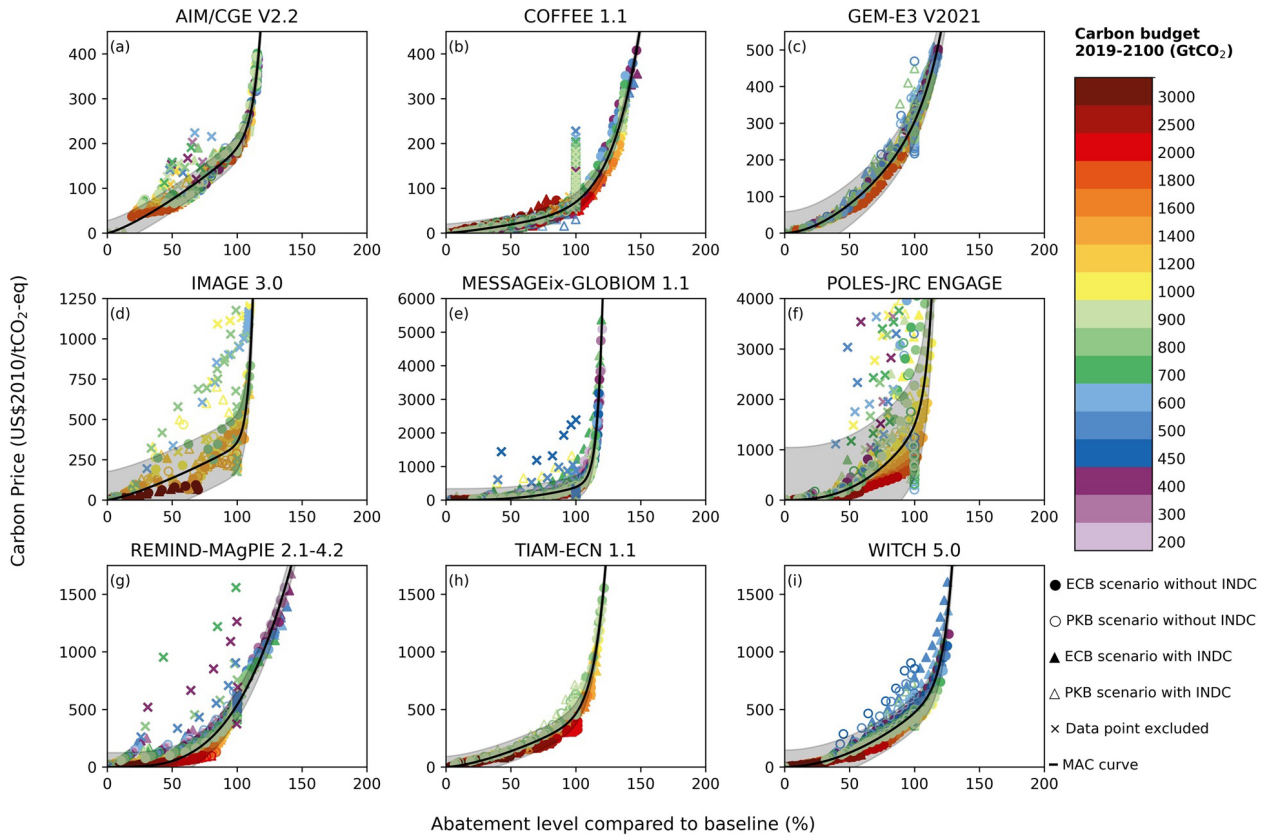 AIM/CGE V2.2
COFFEE 1.1
GEM-E3 V2021
(a)
(b)
(c)
400
300
200
100
0
400
300
200
100
0
500
400
300
200
100
0
0 50 100 150 200
0 50 100 150 200
0 50 100 150 200
IMAGE 3.0
MESSAGEix-GLOBIOM 1.1
POLES-JRC ENGAGE
(d)
(e)
(f)
1250
1000
750
500
250
0
6000
5000
4000
3000
2000
1000
0
4000
3000
2000
1000
0
0 50 100 150 200
0 50 100 150 200
0 50 100 150 200
REMIND-MAgPIE 2.1-4.2
TIAM-ECN 1.1
WITCH 5.0
(g)
(h)
(i)
1500
1000
500
0
1500
1000
500
0
1500
1000
500
0
0 50 100 150 200
0 50 100 150 200
0 50 100 150 200
Carbon Price (US$2010/tCO₂-eq)
Abatement level compared to baseline (%)
Carbon budget
2019-2100 (GtCO₂)
3000
2500
2000
1800
1600
1400
1200
1000
900
800
700
600
500
450
400
300
200
ECB scenario without INDC
PKB scenario without INDC
ECB scenario with INDC
PKB scenario with INDC
Data point excluded
MAC curve